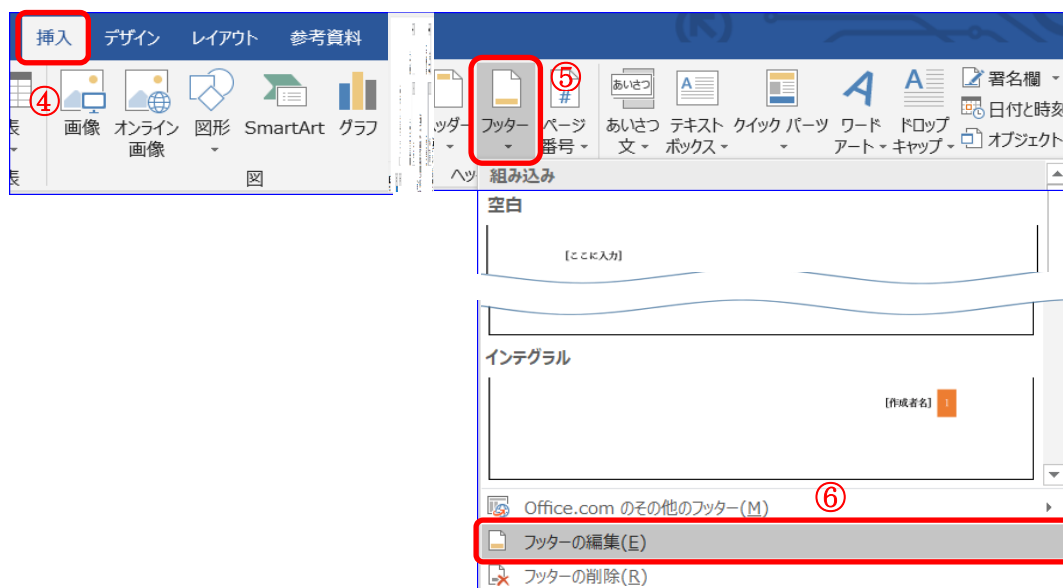 挿入 デザイン レイアウト 参考資料
(R)
④ ⑤
表 画像 オンライン画像 図形 SmartArt グラフ
ッダー フッター ページ番号 あいさつ文 テキストボックス クイック パーツ ワードアート ドロップキャップ
あいさつ
A
#
署名欄
日付と時刻
オブジェクト
表 図 ヘッ
組み込み
空白
[ここに入力]
インテグラル
[作成者名] 1
⑥
Office.com のその他のフッター(M)
フッターの編集(E)
フッターの削除(R)